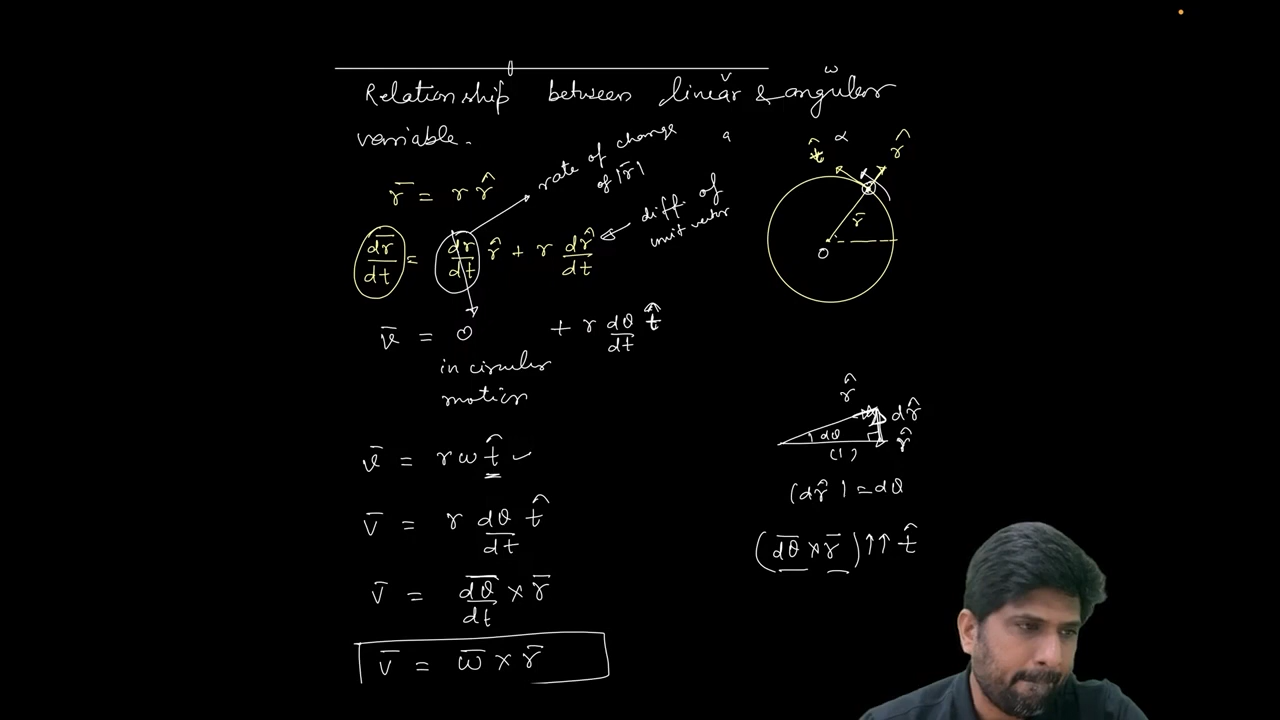 Relationship between linear & angular
v ω
variable.
r̄ = r r̂
rate of change
of |r̄|
a
dr̄/dt = dr/dt r̂ + r dr̂/dt
diff. of
unit vector
v̄ = 0 + r dθ/dt t̂
in circular
motion
v̄ = r ω t̂
v̄ = r dθ/dt t̂
v̄ = dθ̄/dt × r̄
v̄ = ω̄ × r̄
t̂ α r̂
r̄
O
r̂
dr̂
dθ r̂
(1)
(dr̂) = dθ
(dθ̄ × r̄) ↑↑ t̂